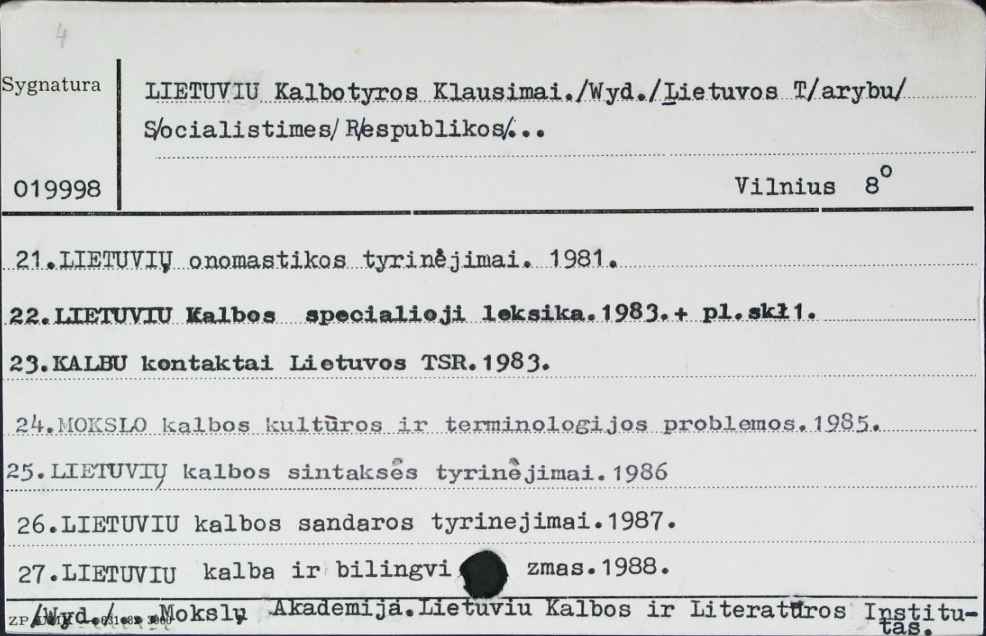 4
Sygnatura
LIETUVIU Kalbotyros Klausimai./Wyd./Lietuvos T/arybu/
S/ocialistimes/ R/espublikos/...
019998
Vilnius 8°
21.LIETUVIŲ onomastikos tyrinėjimai. 1981.
22.LIETUVIU Kalbos specialioji leksika.1983.+ pl.skł1.
23.KALBU kontaktai Lietuvos TSR.1983.
24.MOKSLO kalbos kultūros ir terminologijos problemos.1985.
25.LIETUVIŲ kalbos sintaksės tyrinėjimai.1986
26.LIETUVIU kalbos sandaros tyrinejimai.1987.
27.LIETUVIU kalba ir bilingvi zmas.1988.
/Wyd./ Mokslų Akademija.Lietuviu Kalbos ir Literatūros Institu-
tas.